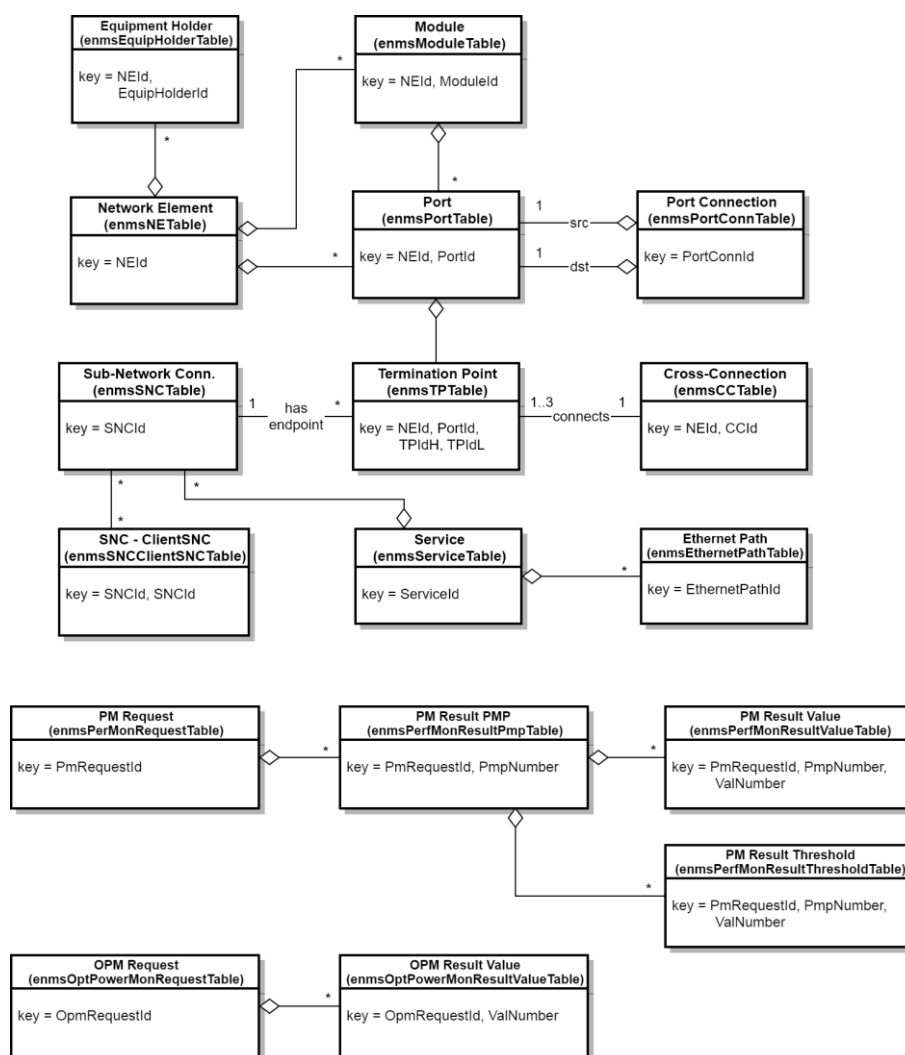 Equipment Holder
(enmsEquipHolderTable)
key = NEId,
EquipHolderId
Module
(enmsModuleTable)
key = NEId, ModuleId
*
*
*
Network Element
(enmsNETable)
key = NEId
*
Port
(enmsPortTable)
key = NEId, PortId
1
src
1
dst
Port Connection
(enmsPortConnTable)
key = PortConnId
Sub-Network Conn.
(enmsSNCTable)
key = SNCId
1
has
endpoint
*
Termination Point
(enmsTPTable)
key = NEId, PortId,
TPIdH, TPIdL
1..3
connects
1
Cross-Connection
(enmsCCTable)
key = NEId, CCId
*
*
*
SNC - ClientSNC
(enmsSNCClientSNCTable)
key = SNCId, SNCId
Service
(enmsServiceTable)
key = ServiceId
*
Ethernet Path
(enmsEthernetPathTable)
key = EthernetPathId
PM Request
(enmsPerMonRequestTable)
key = PmRequestId
*
PM Result PMP
(enmsPerfMonResultPmpTable)
key = PmRequestId, PmpNumber
*
PM Result Value
(enmsPerfMonResultValueTable)
key = PmRequestId, PmpNumber,
ValNumber
*
PM Result Threshold
(enmsPerfMonResultThresholdTable)
key = PmRequestId, PmpNumber,
ValNumber
OPM Request
(enmsOptPowerMonRequestTable)
key = OpmRequestId
*
OPM Result Value
(enmsOptPowerMonResultValueTable)
key = OpmRequestId, ValNumber